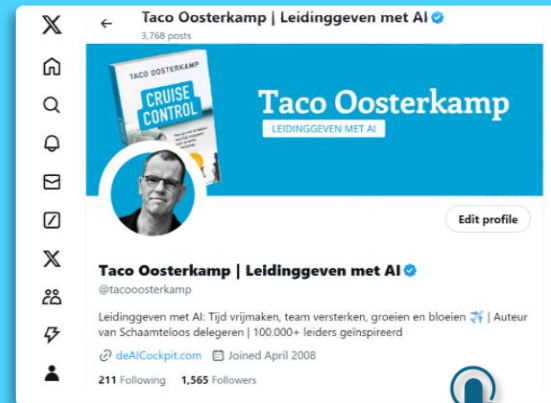 Taco Oosterkamp | Leidinggeven met AI
3,768 posts
TACO OOSTERKAMP
CRUISE
CONTROL
Taco Oosterkamp
LEIDINGGEVEN MET AI
Edit profile
Taco Oosterkamp | Leidinggeven met AI
@tacooosterkamp
Leidinggeven met AI: Tijd vrijmaken, team versterken, groeien en bloeien ✈️ | Auteur
van Schaamteloos delegeren | 100.000+ leiders geïnspireerd
deAICockpit.com Joined April 2008
211 Following 1,565 Followers